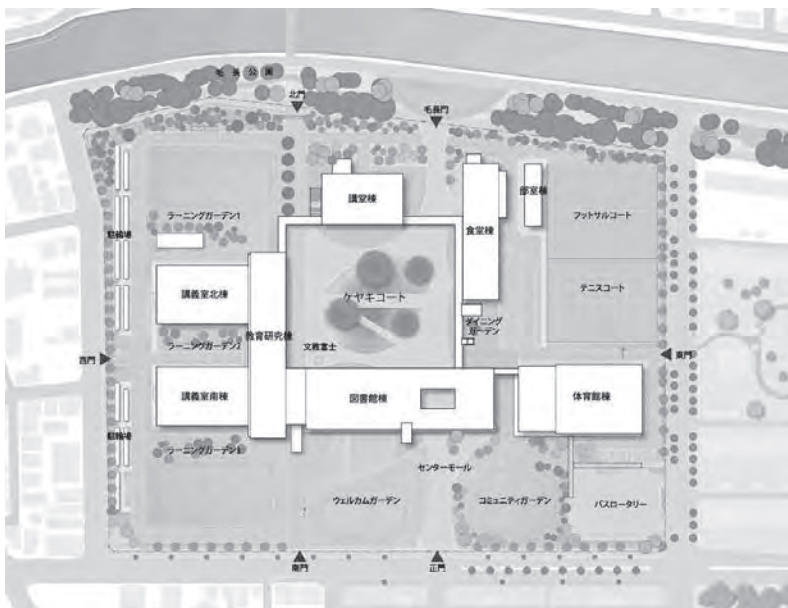 毛長公園
北門
毛長門
講堂棟
部室棟
食堂棟
ラーニングガーデン1
フットサルコート
駐輪場
講義室北棟
ケヤキコート
テニスコート
教育研究棟
ダイニング
ガーデン
ラーニングガーデン2
文教富士
西門
東門
講義室南棟
図書館棟
体育館棟
駐輪場
ラーニングガーデン3
センターモール
ウェルカムガーデン
コミュニティガーデン
バスロータリー
南門
正門